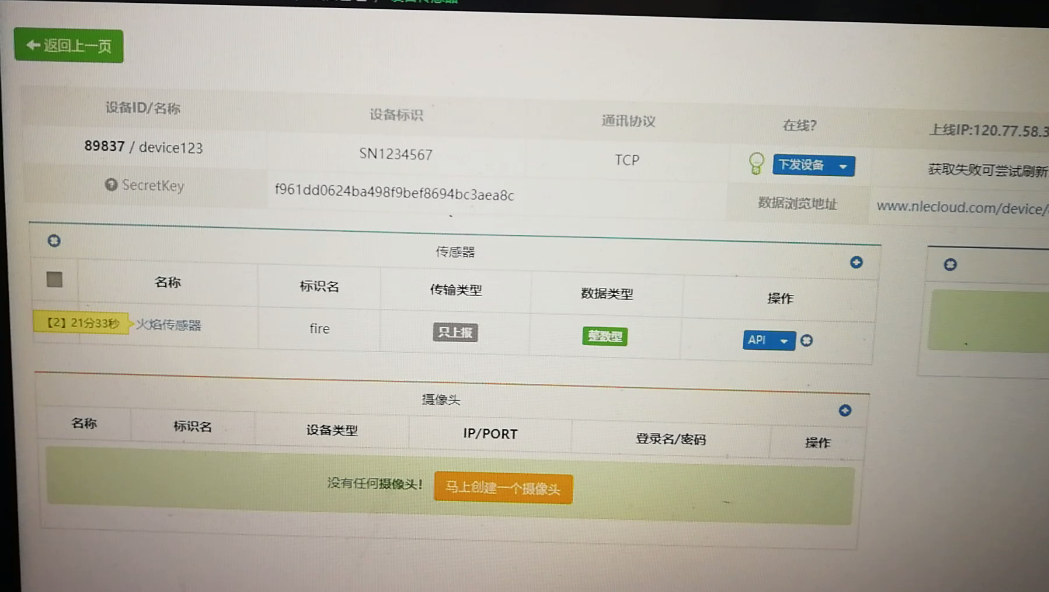 返回上一页
设备ID/名称 设备标识 通讯协议 在线? 上线IP:120.77.58.3
89837 / device123 SN1234567 TCP 下发设备 获取失败可尝试刷新
SecretKey f961dd0624ba498f9bef8694bc3aea8c 数据浏览地址 www.nlecloud.com/device/
传感器
名称 标识名 传输类型 数据类型 操作
【2】21分33秒 火焰传感器 fire 只上报 整数型 API
摄像头
名称 标识名 设备类型 IP/PORT 登录名/密码 操作
没有任何摄像头! 马上创建一个摄像头